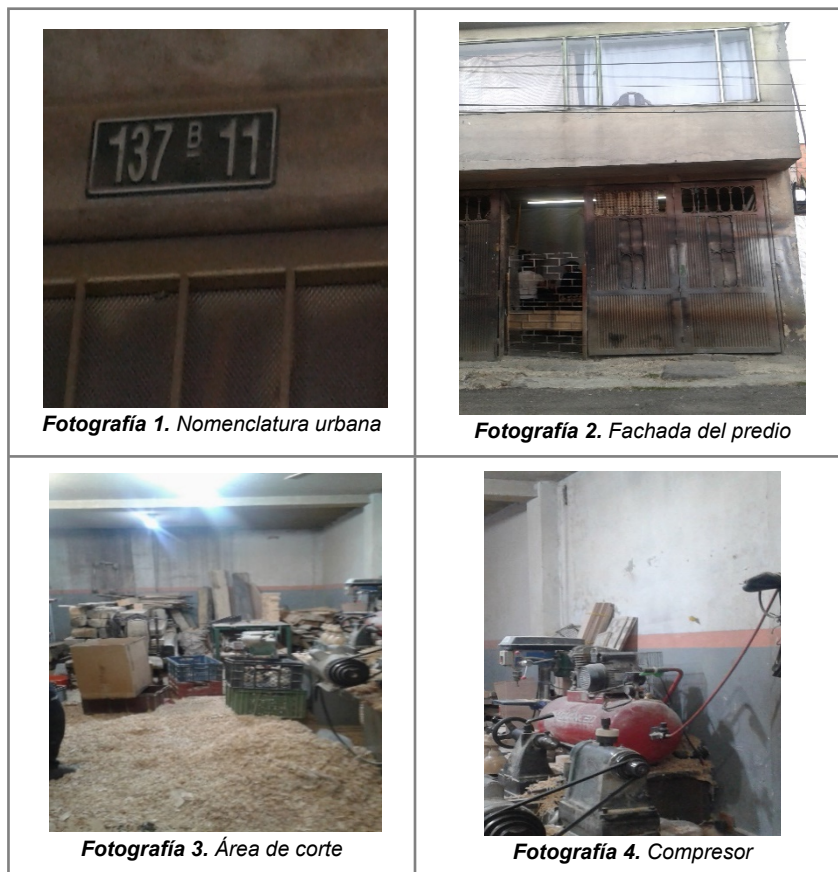 137 B 11
Fotografía 1. Nomenclatura urbana
Fotografía 2. Fachada del predio
Fotografía 3. Área de corte
Fotografía 4. Compresor